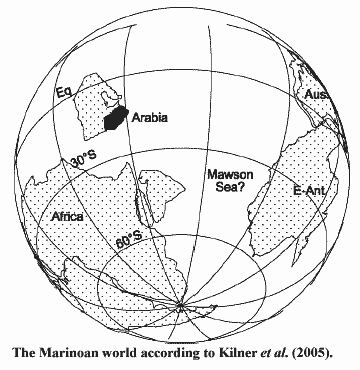 Eq
Aus.
Arabia
30°S
Mawson
Sea?
E-Ant.
Africa
60°S
The Marinoan world according to Kilner et al. (2005).